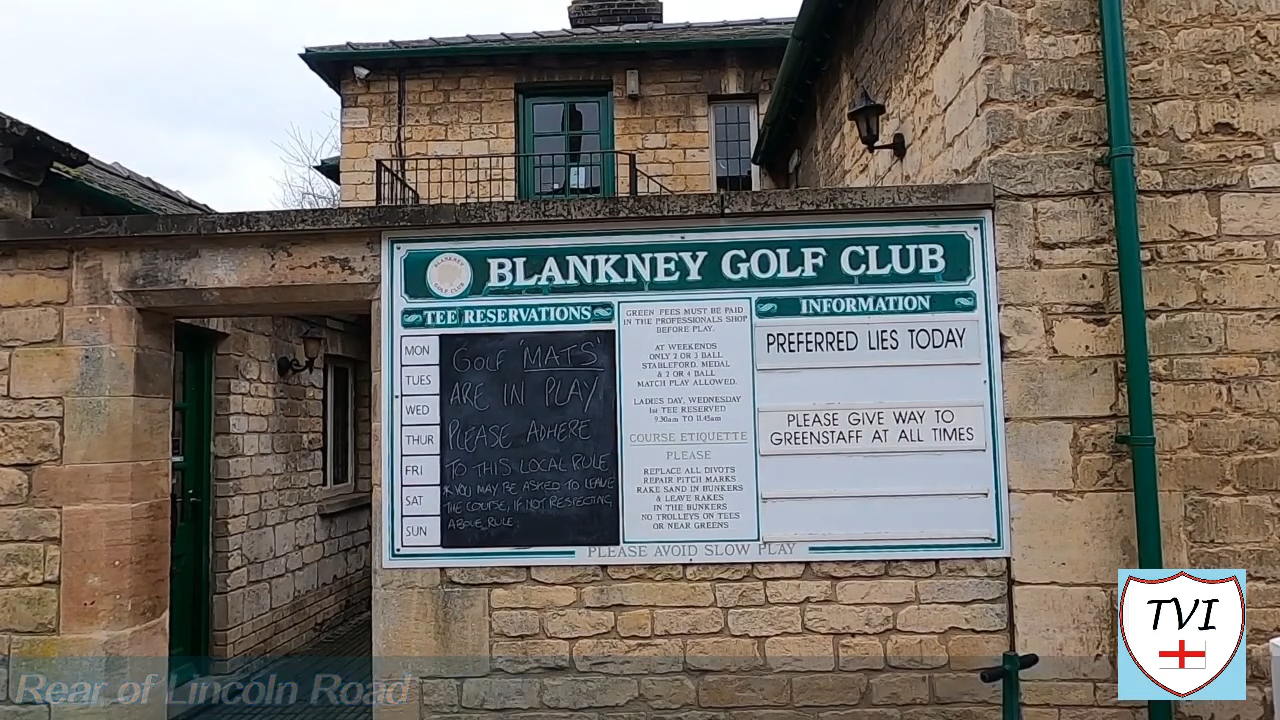 BLANKNEY GOLF CLUB
BLANKNEY
GOLF CLUB
TEE RESERVATIONS
MON
TUES
WED
THUR
FRI
SAT
SUN
GOLF 'MATS'
ARE IN PLAY
PLEASE ADHERE
TO THIS LOCAL RULE
* YOU MAY BE ASKED TO LEAVE
THE COURSE, IF NOT RESPECTING
ABOVE RULE
GREEN FEES MUST BE PAID
IN THE PROFESSIONALS SHOP
BEFORE PLAY.
AT WEEKENDS
ONLY 2 OR 3 BALL
STABLEFORD, MEDAL
& 2 OR 4 BALL
MATCH PLAY ALLOWED.
LADIES DAY, WEDNESDAY
1st TEE RESERVED
9.30am TO 11.45am
COURSE ETIQUETTE
PLEASE
REPLACE ALL DIVOTS
REPAIR PITCH MARKS
RAKE SAND IN BUNKERS
& LEAVE RAKES
IN THE BUNKERS
NO TROLLEYS ON TEES
OR NEAR GREENS
INFORMATION
PREFERRED LIES TODAY
PLEASE GIVE WAY TO
GREENSTAFF AT ALL TIMES
PLEASE AVOID SLOW PLAY
Rear of Lincoln Road
TVI